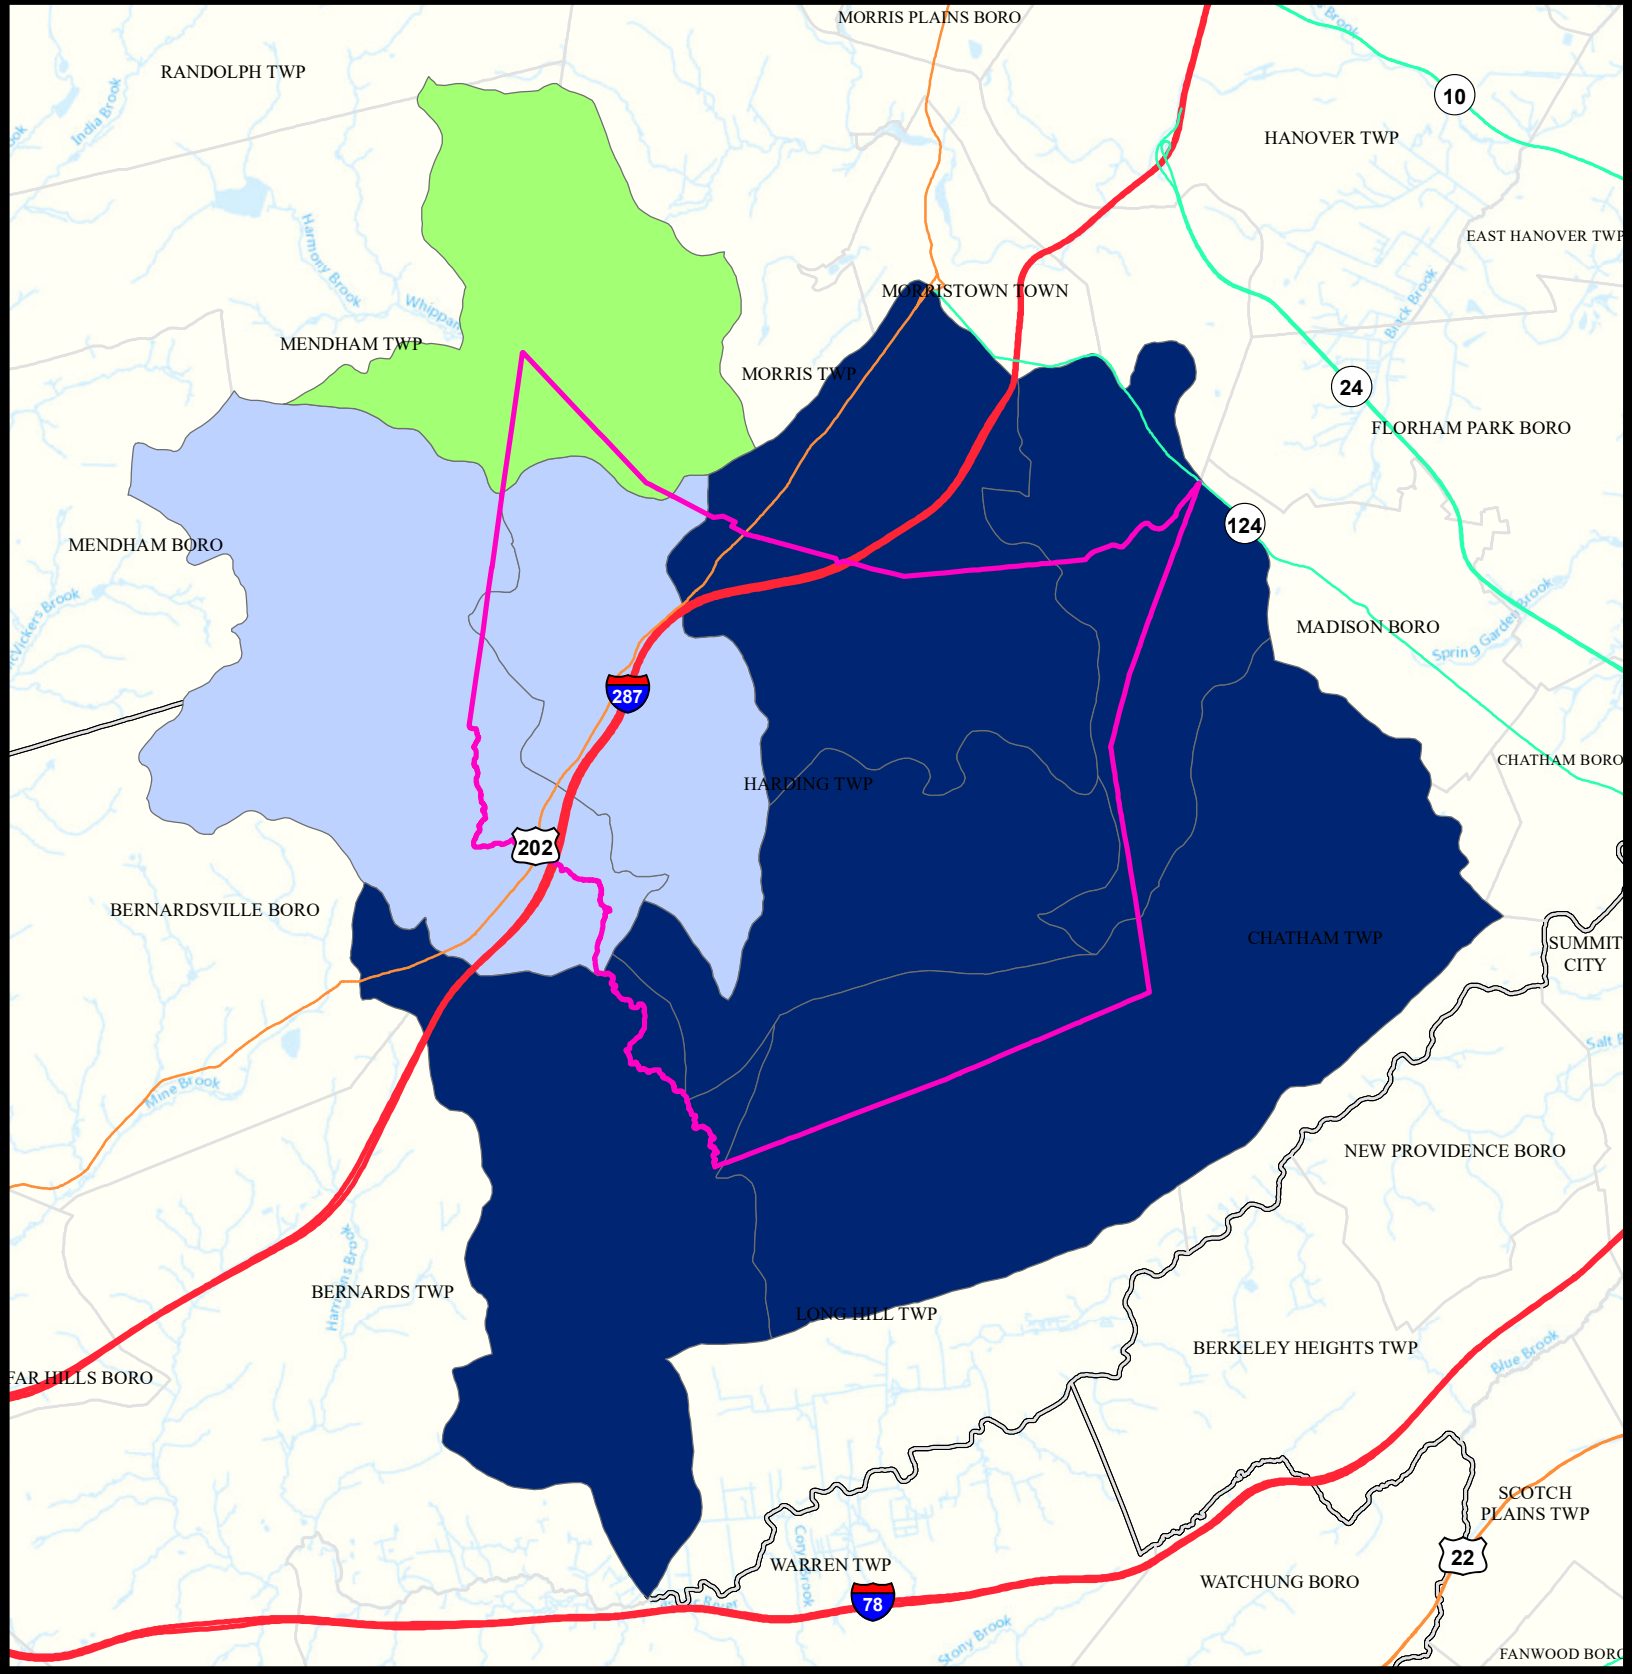 MORRIS PLAINS BORO
RANDOLPH TWP
10
India Brook
HANOVER TWP
EAST HANOVER TWP
Harmony Brook
Black Brook
MORRISTOWN TOWN
MENDHAM TWP
MORRIS TWP
24
FLORHAM PARK BORO
124
MENDHAM BORO
Spring Garden Brook
MADISON BORO
287
CHATHAM BORO
HARDING TWP
202
BERNARDSVILLE BORO
CHATHAM TWP
SUMMIT
CITY
Mine Brook
NEW PROVIDENCE BORO
BERNARDS TWP
LONG HILL TWP
BERKELEY HEIGHTS TWP
Blue Brook
FAR HILLS BORO
SCOTCH
PLAINS TWP
22
WARREN TWP
WATCHUNG BORO
78
Stony Brook
FANWOOD BORO